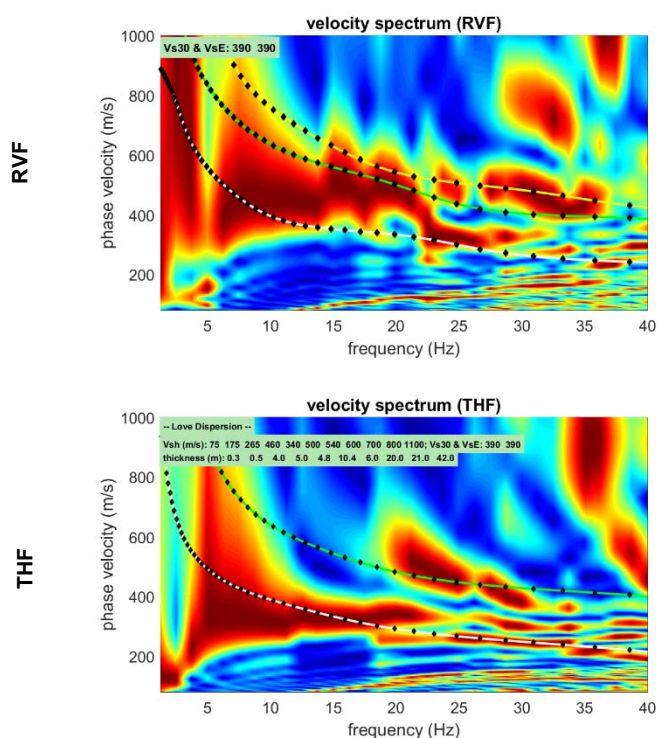 velocity spectrum (RVF)
1000
Vs30 & VsE: 390 390
800
600
400
200
phase velocity (m/s)
RVF
5 10 15 20 25 30 35 40
frequency (Hz)
velocity spectrum (THF)
1000
-- Love Dispersion --
Vsh (m/s): 75 175 265 460 340 500 540 600 700 800 1100; Vs30 & VsE: 390 390
thickness (m): 0.3 0.5 4.0 5.0 4.8 10.4 6.0 20.0 21.0 42.0
800
600
400
200
phase velocity (m/s)
THF
5 10 15 20 25 30 35 40
frequency (Hz)